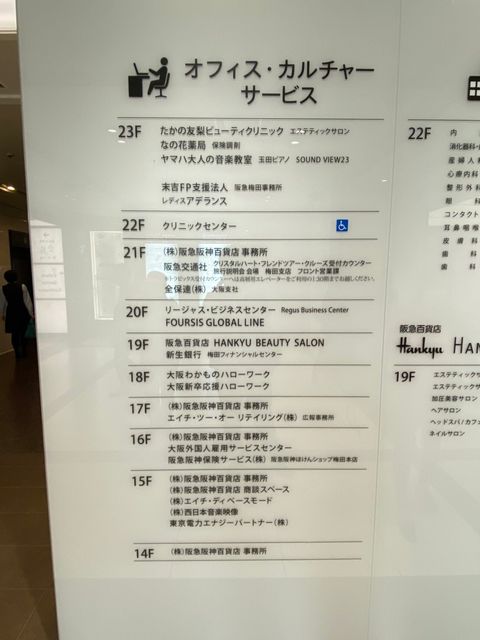 オフィス・カルチャー
サービス
23F たかの友梨ビューティクリニック エステティックサロン
なの花薬局 保険調剤
ヤマハ大人の音楽教室 玉田ピアノ SOUND VIEW23
末吉FP支援法人 阪急梅田事務所
レディスアデランス
22F クリニックセンター
21F (株)阪急阪神百貨店 事務所
阪急交通社 クリスタルハート・フレンドツアー・クルーズ受付カウンター
旅行説明会 会場 梅田支店 フロント営業課
全保連(株) 大阪支社
20F リージャス・ビジネスセンター Regus Business Center
FOURSIS GLOBAL LINE
19F 阪急百貨店 HANKYU BEAUTY SALON
新生銀行 梅田フィナンシャルセンター
18F 大阪わかものハローワーク
大阪新卒応援ハローワーク
17F (株)阪急阪神百貨店 事務所
エイチ・ツー・オー リテイリング(株) 広報事務所
16F (株)阪急阪神百貨店 事務所
大阪外国人雇用サービスセンター
阪急阪神保険サービス(株) 阪急阪神ほけんショップ梅田本店
15F (株)阪急阪神百貨店 事務所
(株)阪急阪神百貨店 商談スペース
(株)エイチ・ディ ベースモード
(株)西日本音楽映像
東京電力エナジーパートナー(株)
14F (株)阪急阪神百貨店 事務所
22F 内
消化器科・
産婦人
心療内科
整形外科
眼 科
コンタクト
耳鼻咽喉
皮膚科
歯 科
歯 科
阪急百貨店
Hankyu HAN
19F エステティックサ
エステティックサ
加圧美容サロン
ヘアサロン
ヘッドスパ/カフェ
ネイルサロン